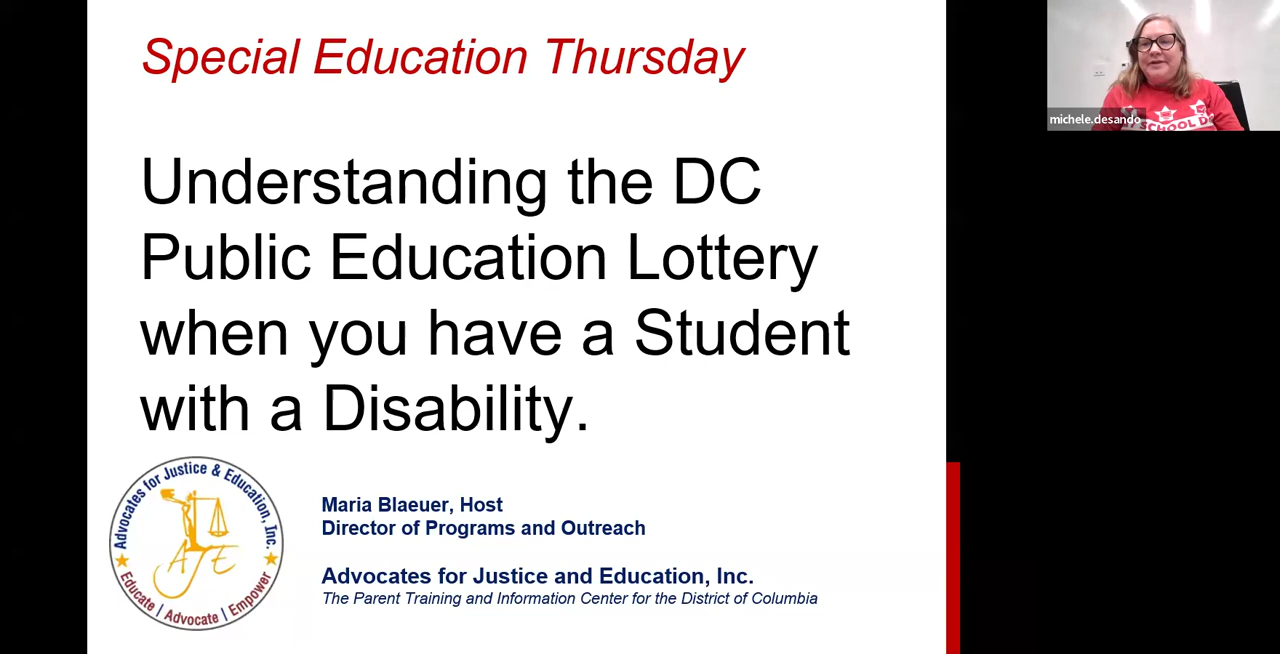 Special Education Thursday
Understanding the DC
Public Education Lottery
when you have a Student
with a Disability.
Advocates for Justice & Education, Inc.
AJE
Educate | Advocate | Empower
Maria Blaeuer, Host
Director of Programs and Outreach
Advocates for Justice and Education, Inc.
The Parent Training and Information Center for the District of Columbia
SCHOOL
michele.desando